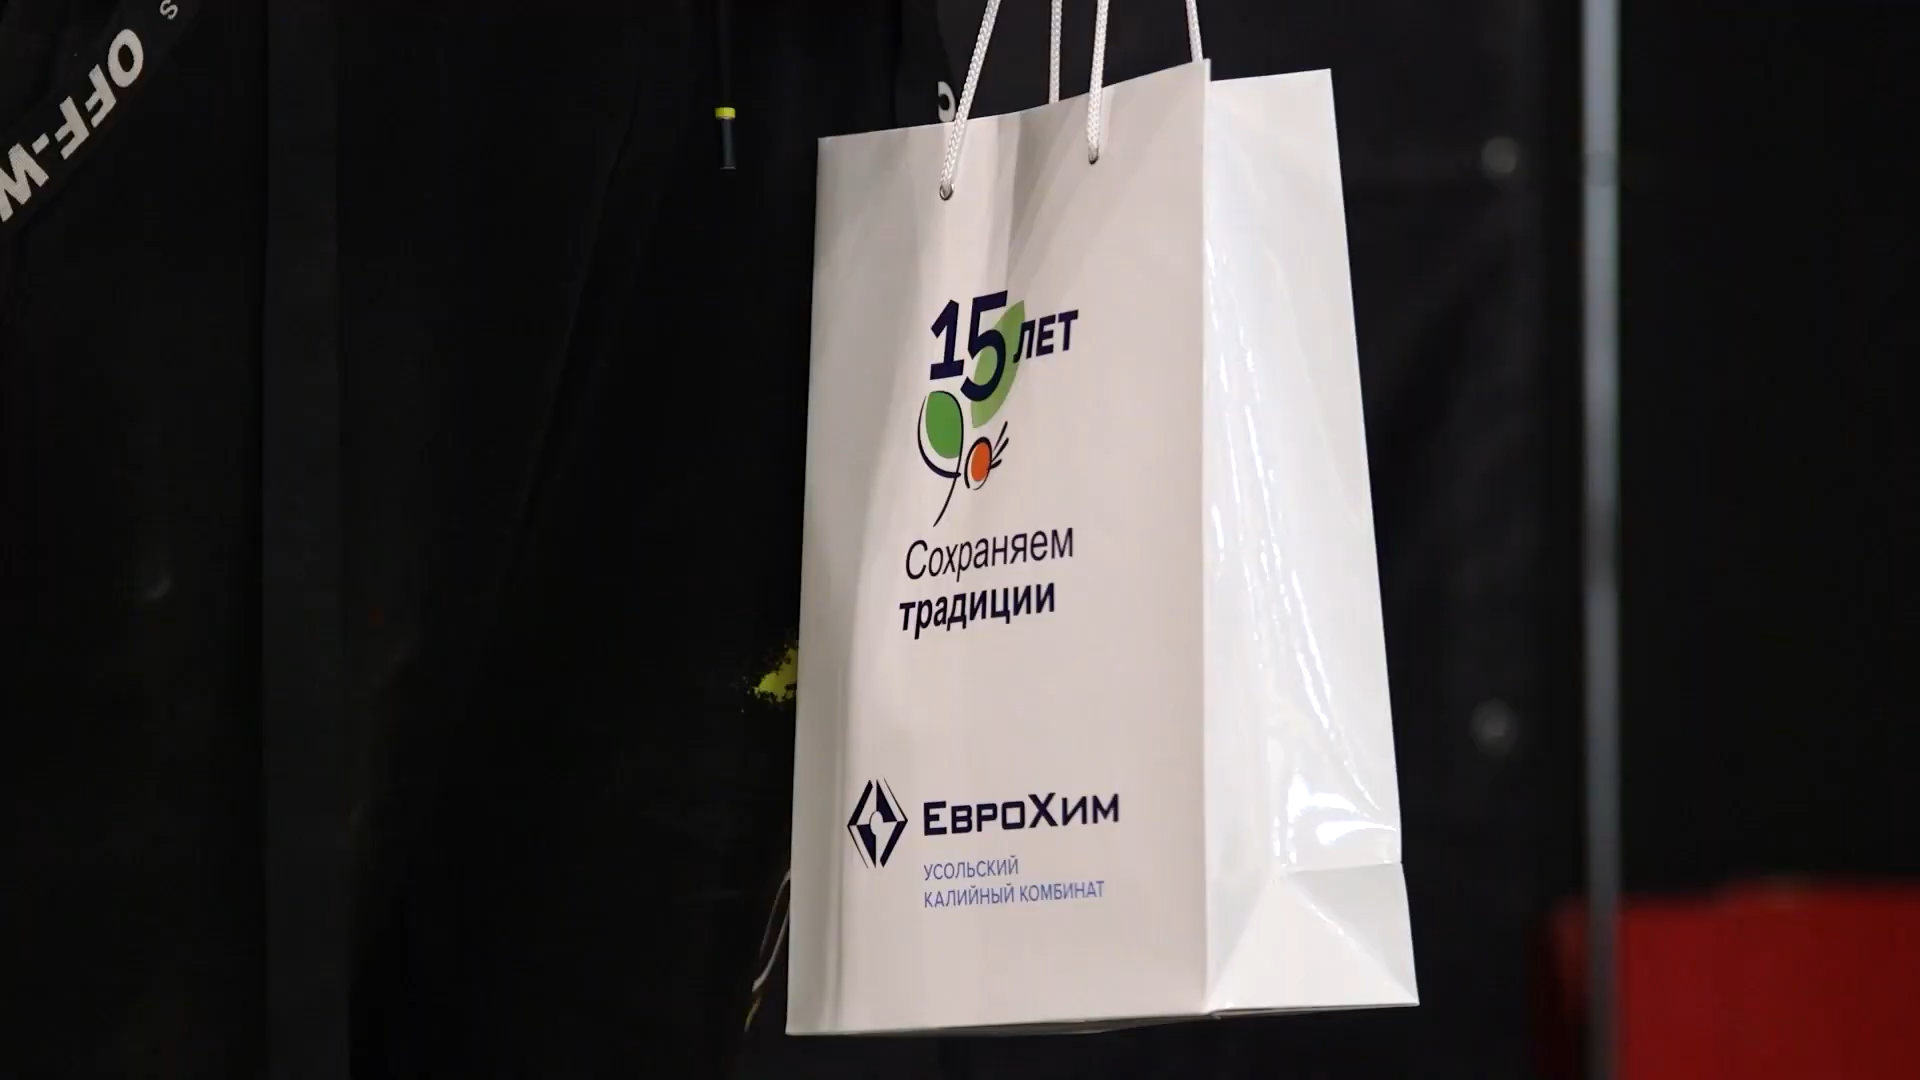 OFF-W
15 ЛЕТ
Сохраняем
традиции
ЕвроХим
УСОЛЬСКИЙ
КАЛИЙНЫЙ КОМБИНАТ